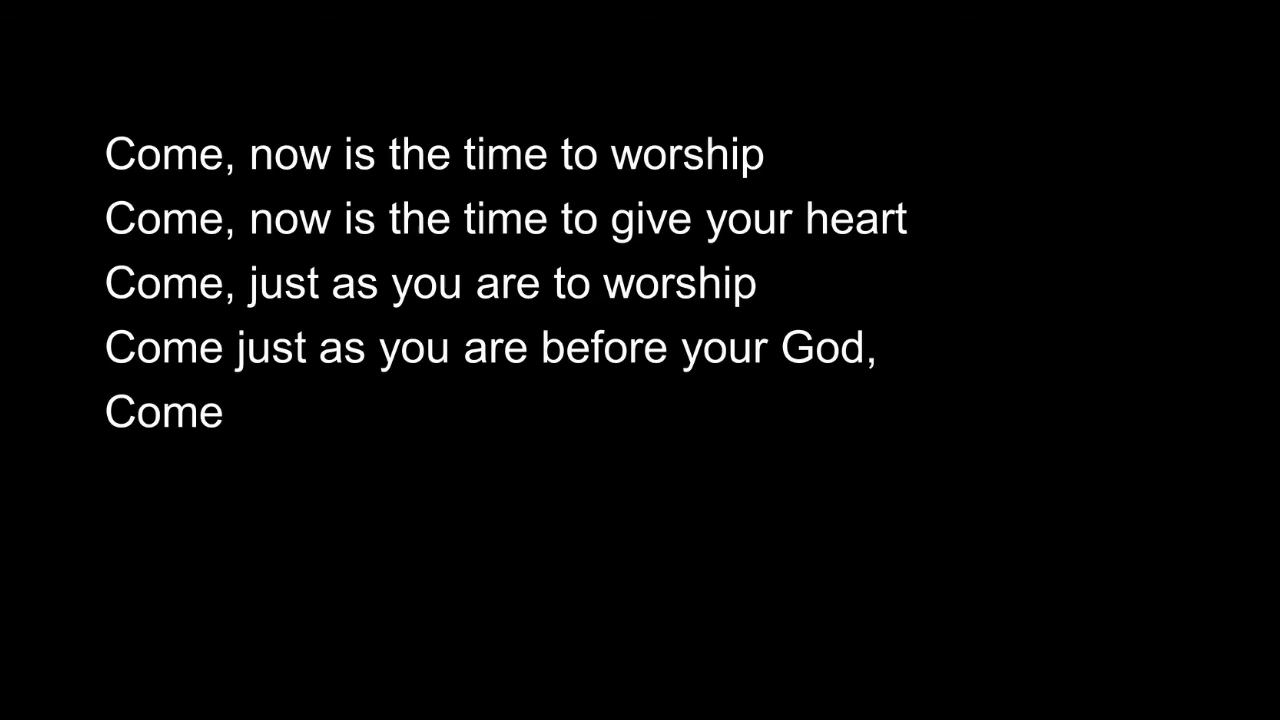 Come, now is the time to worship
Come, now is the time to give your heart
Come, just as you are to worship
Come just as you are before your God,
Come